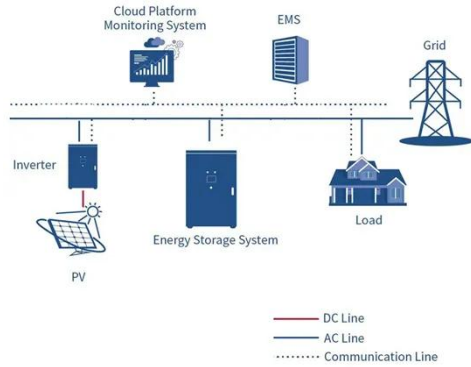 Cloud Platform
Monitoring System
EMS
Grid
Inverter
Energy Storage System
Load
PV
DC Line
AC Line
Communication Line